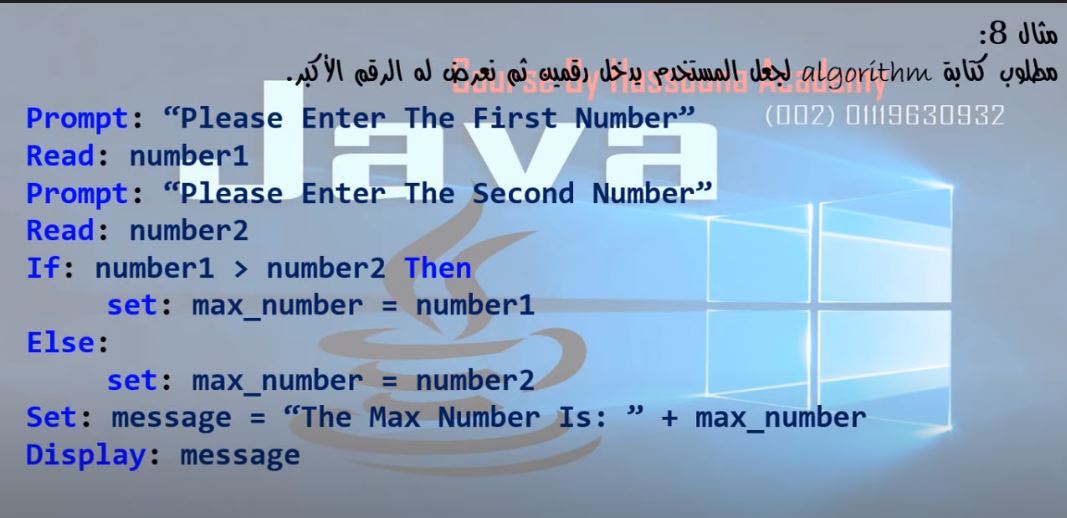 مثال 8:
مطلوب كتابة algorithm لجعل المستخدم يدخل رقمين ثم نعرض له الرقم الأكبر.
Course By Hassouna Academy
(002) 01119630932
Java
Prompt: “Please Enter The First Number”
Read: number1
Prompt: “Please Enter The Second Number”
Read: number2
If: number1 > number2 Then
set: max_number = number1
Else:
set: max_number = number2
Set: message = “The Max Number Is: ” + max_number
Display: message